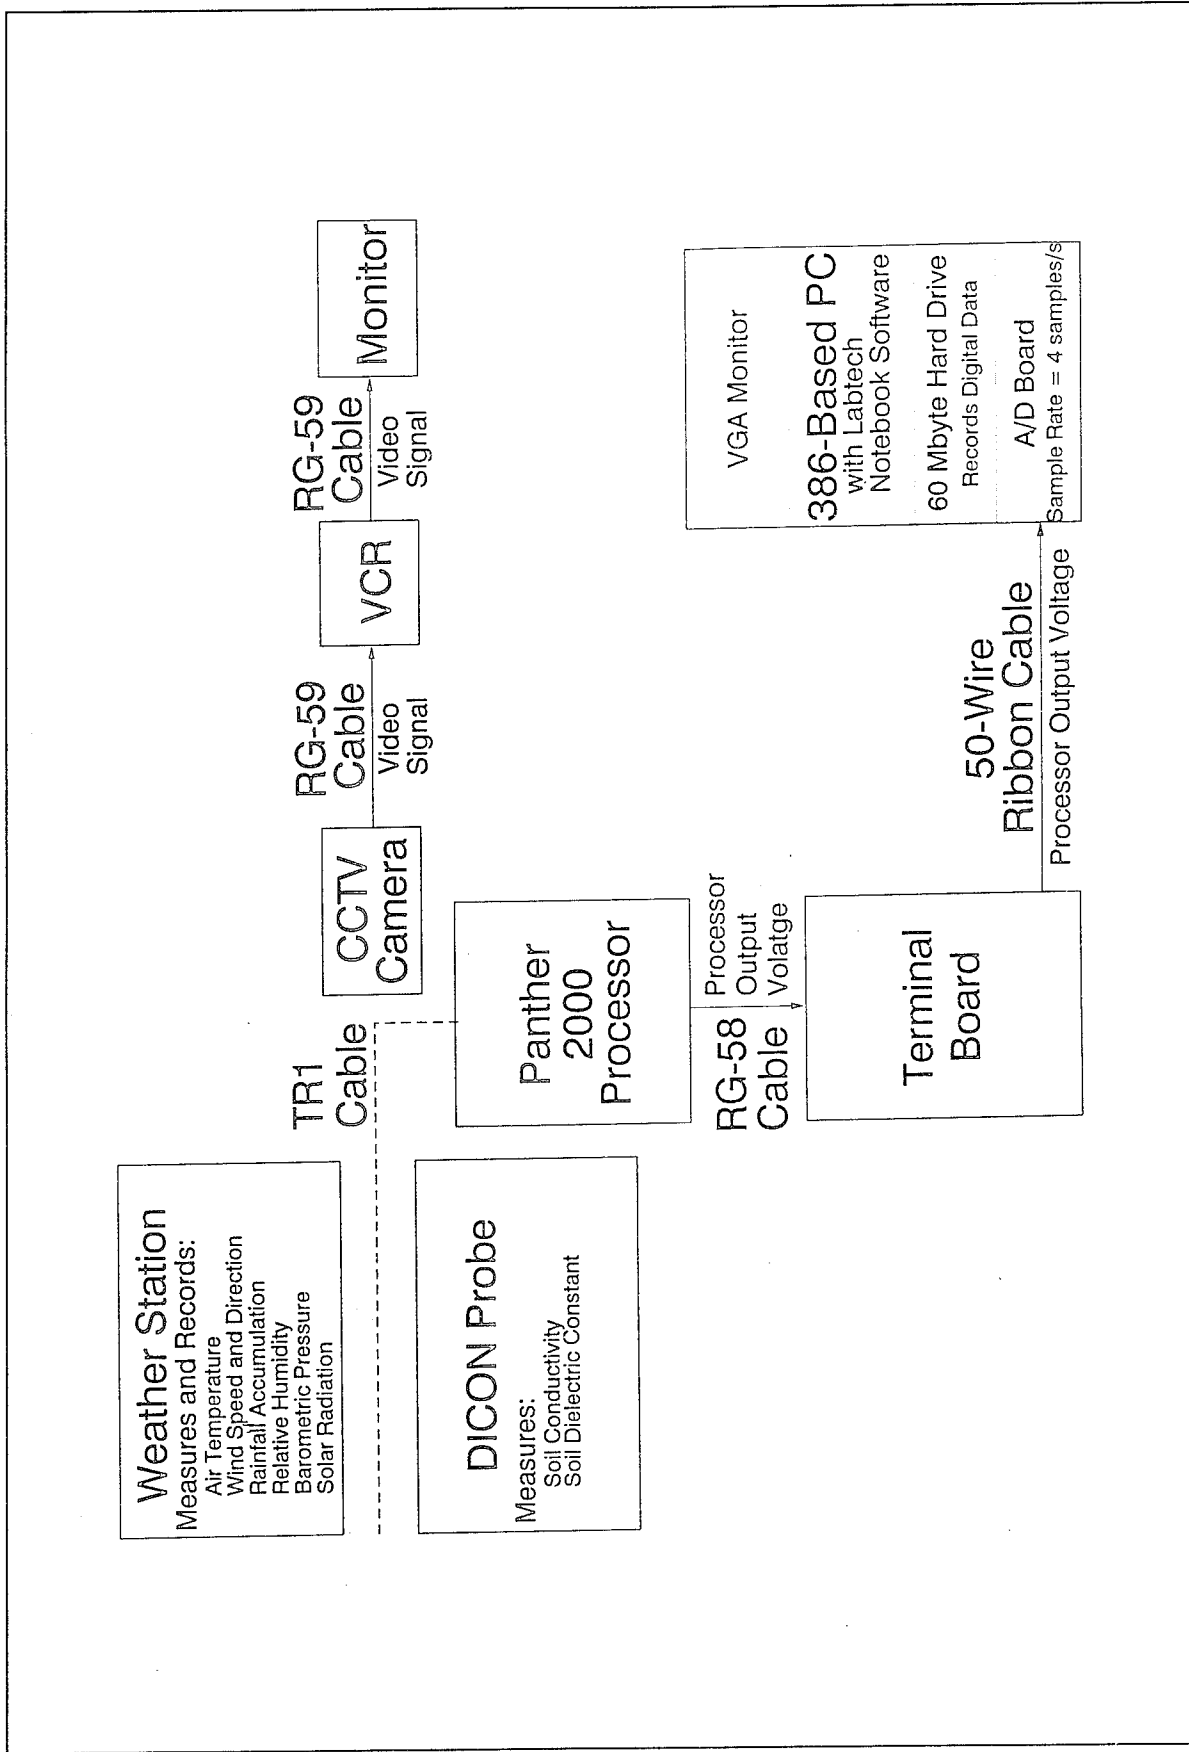 Weather Station
Measures and Records:
Air Temperature
Wind Speed and Direction
Rainfall Accumulation
Relative Humidity
Barometric Pressure
Solar Radiation
TR1
Cable
CCTV
Camera
RG-59
Cable
Video
Signal
VCR
RG-59
Cable
Video
Signal
Monitor
DICON Probe
Measures:
Soil Conductivity
Soil Dielectric Constant
Panther
2000
Processor
RG-58
Cable
Processor
Output
Volatge
Terminal
Board
50-Wire
Ribbon Cable
Processor Output Voltage
VGA Monitor
386-Based PC
with Labtech
Notebook Software
60 Mbyte Hard Drive
Records Digital Data
A/D Board
Sample Rate = 4 samples/s